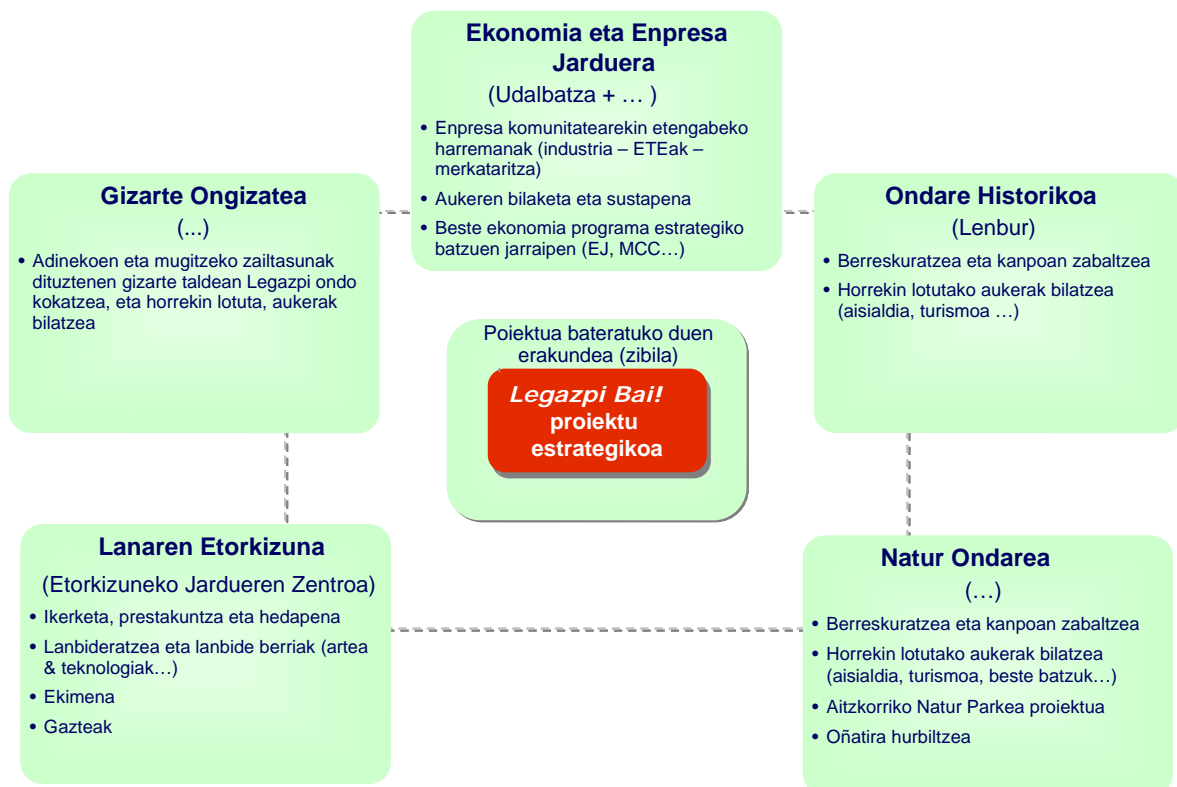 Ekonomia eta Enpresa
Jarduera
(Udalbatza + … )
• Enpresa komunitatearekin etengabeko
harremanak (industria – ETEak –
merkataritza)
• Aukeren bilaketa eta sustapena
• Beste ekonomia programa estrategiko
batzuen jarraipen (EJ, MCC…)
Gizarte Ongizatea
(...)
• Adinekoen eta mugitzeko zailtasunak
dituztenen gizarte taldean Legazpi ondo
kokatzea, eta horrekin lotuta, aukerak
bilatzea
Ondare Historikoa
(Lenbur)
• Berreskuratzea eta kanpoan zabaltzea
• Horrekin lotutako aukerak bilatzea
(aisialdia, turismoa …)
Poiektua bateratuko duen
erakundea (zibila)
Legazpi Bai!
proiektu
estrategikoa
Lanaren Etorkizuna
(Etorkizuneko Jardueren Zentroa)
• Ikerketa, prestakuntza eta hedapena
• Lanbideratzea eta lanbide berriak (artea
& teknologiak…)
• Ekimena
• Gazteak
Natur Ondarea
(…)
• Berreskuratzea eta kanpoan zabaltzea
• Horrekin lotutako aukerak bilatzea
(aisialdia, turismoa, beste batzuk…)
• Aitzkorriko Natur Parkea proiektua
• Oñatira hurbiltzea